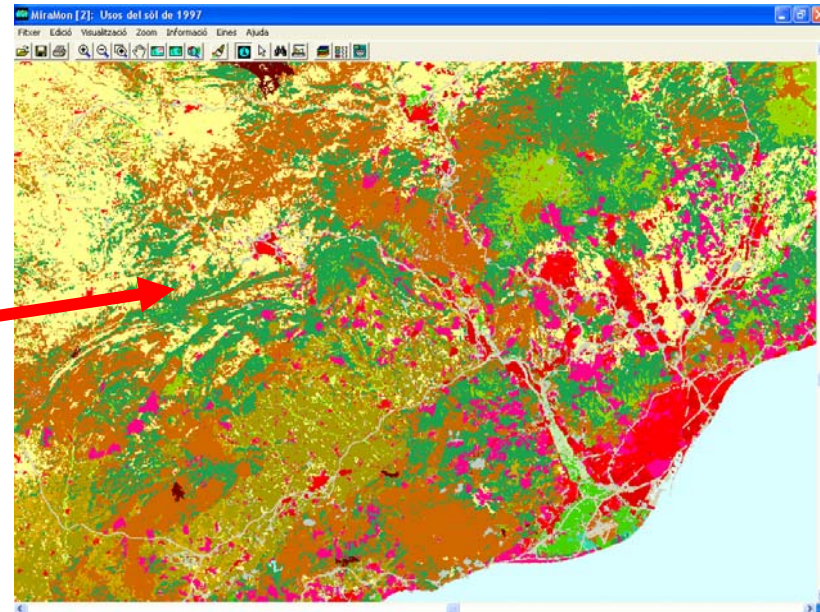 MiraMon [2]: Usos del sòl de 1997
Fitxer Edició Visualització Zoom Informació Eines Ajuda